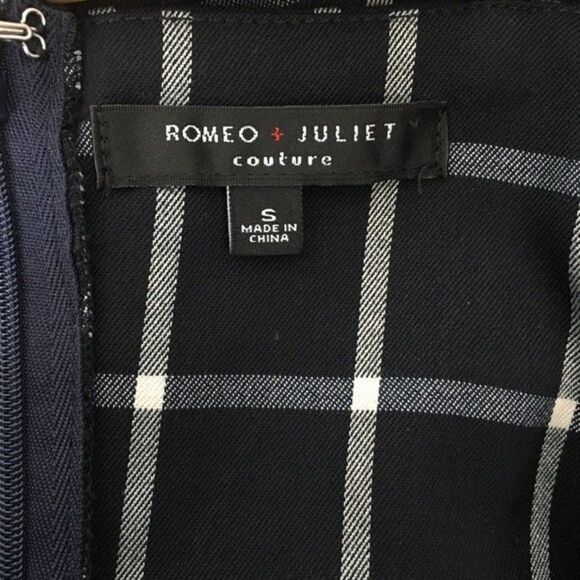 ROMEO + JULIET
couture
S
MADE IN
CHINA